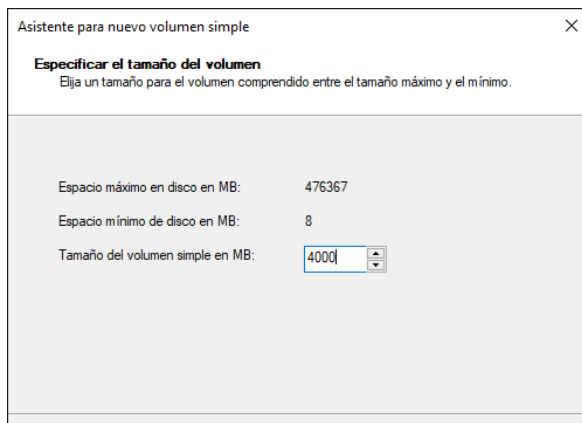 Asistente para nuevo volumen simple
Especificar el tamaño del volumen
Elija un tamaño para el volumen comprendido entre el tamaño máximo y el mínimo.
Espacio máximo en disco en MB: 476367
Espacio mínimo de disco en MB: 8
Tamaño del volumen simple en MB: 4000